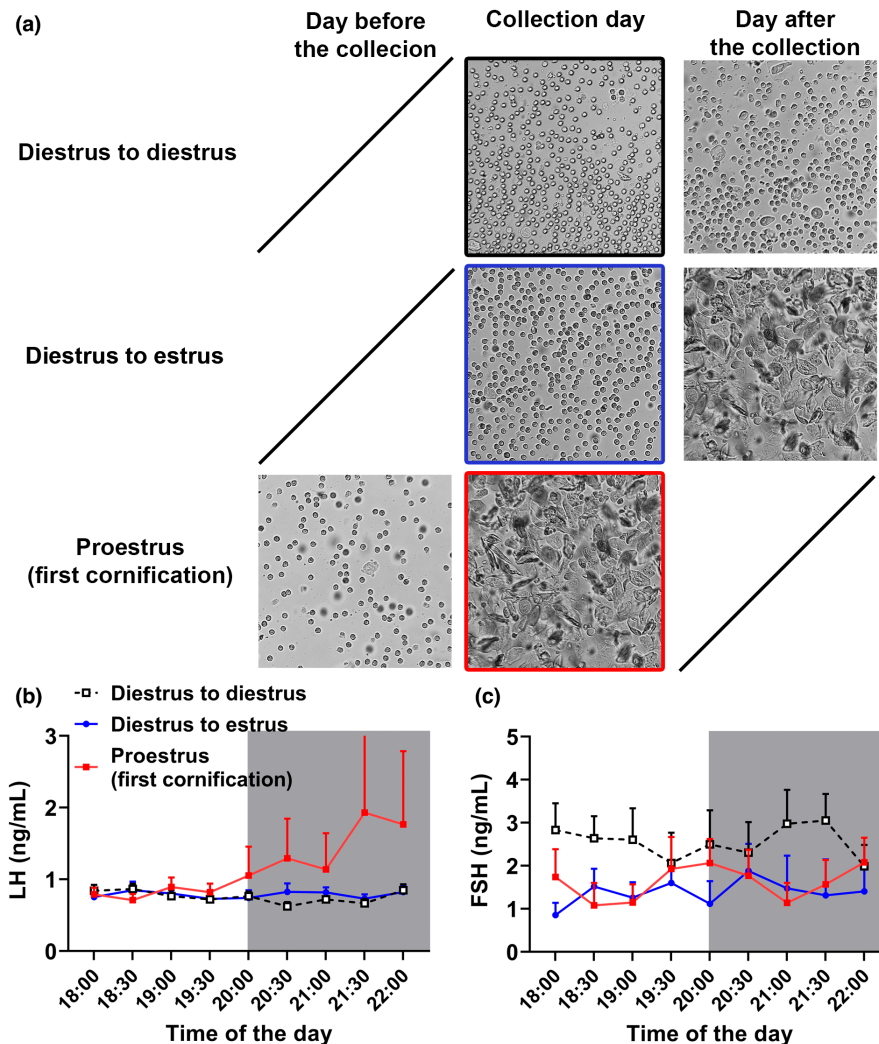 (a)
Day before
the collecion
Collection day
Day after
the collection
Diestrus to diestrus
Diestrus to estrus
Proestrus
(first cornification)
(b)
Diestrus to diestrus
Diestrus to estrus
Proestrus
(first cornification)
LH (ng/mL)
3
2
1
0
18:00
18:30
19:00
19:30
20:00
20:30
21:00
21:30
22:00
Time of the day
(c)
FSH (ng/mL)
5
4
3
2
1
0
18:00
18:30
19:00
19:30
20:00
20:30
21:00
21:30
22:00
Time of the day